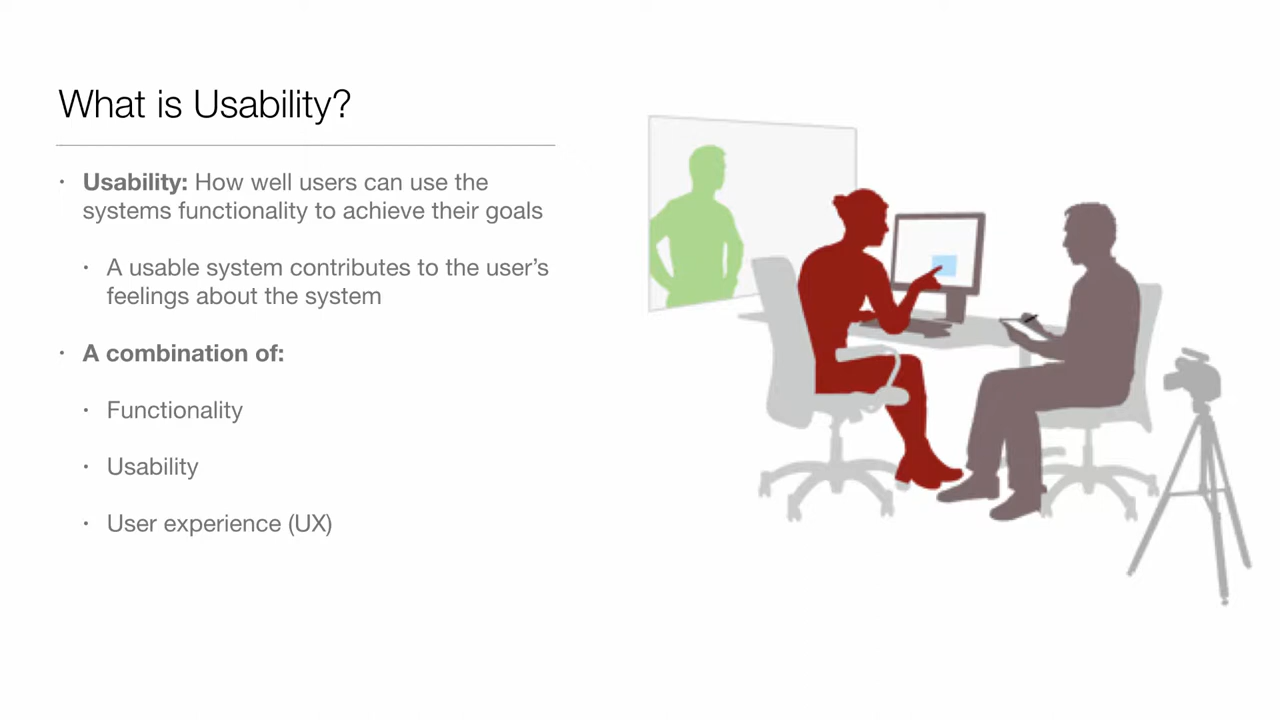 What is Usability?
• Usability: How well users can use the
systems functionality to achieve their goals
• A usable system contributes to the user’s
feelings about the system
• A combination of:
• Functionality
• Usability
• User experience (UX)